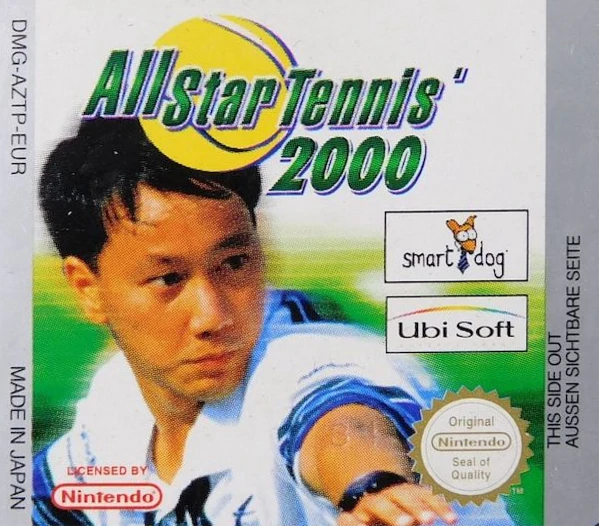 DMG-AZTP-EUR
MADE IN JAPAN
All Star Tennis'
2000
smart dog
Ubi Soft
LICENSED BY
Nintendo
Original
Nintendo
Seal of
Quality
TM
THIS SIDE OUT
AUSSEN SICHTBARE SEITE